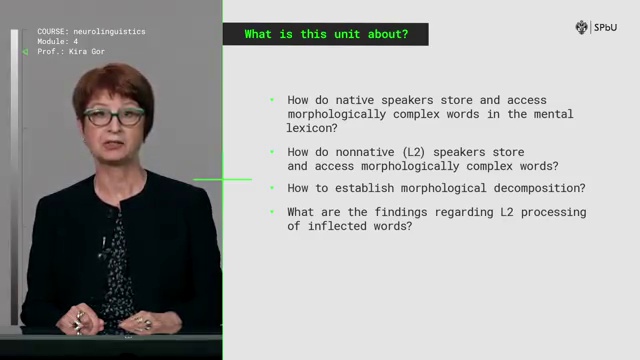 COURSE: neurolinguistics
Module: 4
Prof.: Kira Gor
What is this unit about?
SPbU
How do native speakers store and access
morphologically complex words in the mental
lexicon?
How do nonnative (L2) speakers store
and access morphologically complex words?
How to establish morphological decomposition?
What are the findings regarding L2 processing
of inflected words?